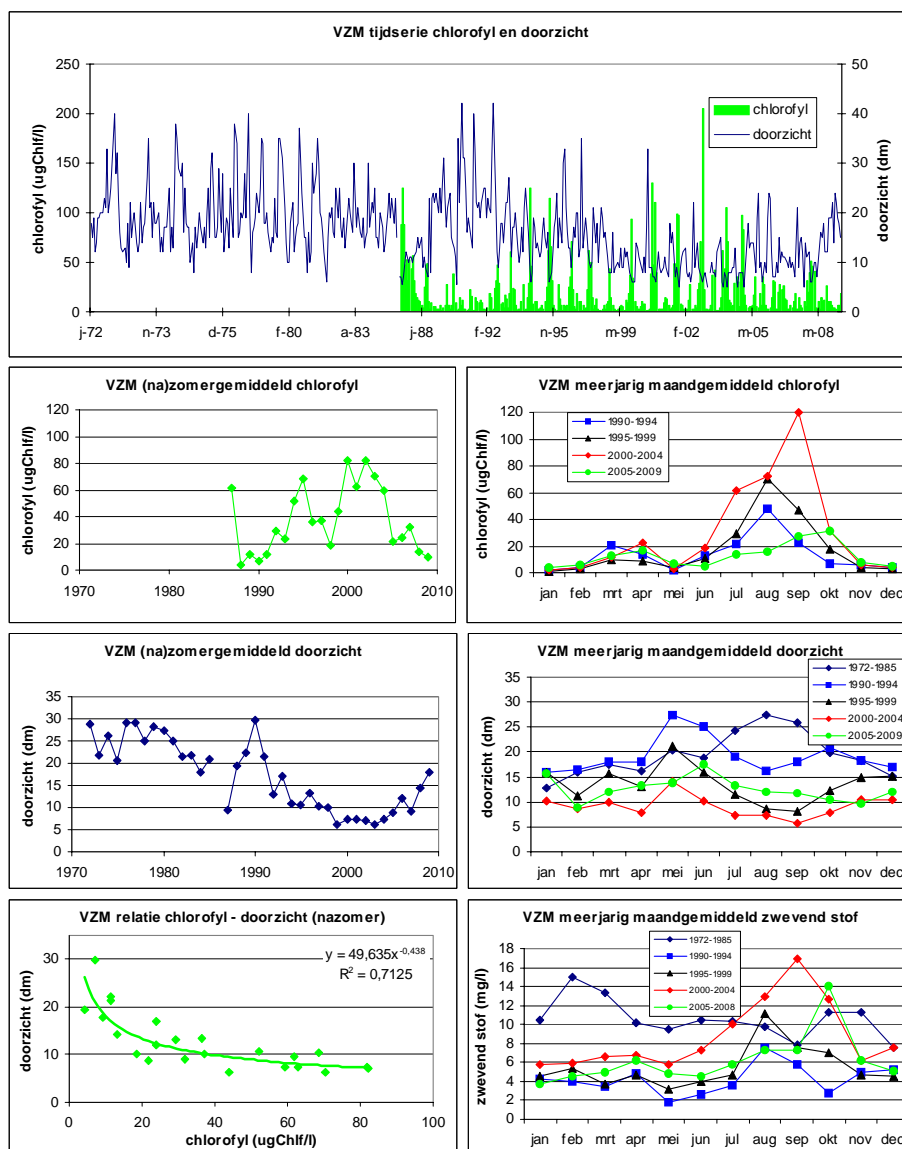 VZM tijdserie chlorofyl en doorzicht
chlorofyl (ugChlf/l)
250
200
150
100
50
0
50
40
30
20
10
0
doorzicht (dm)
chlorofyl
doorzicht
j-72 n-73 d-75 f-80 a-83 j-88 f-92 n-95 m-99 f-02 m-05 m-08
VZM (na)zomergemiddeld chlorofyl
chlorofyl (ugChlf/l)
120
100
80
60
40
20
0
1970 1980 1990 2000 2010
VZM meerjarig maandgemiddeld chlorofyl
chlorofyl (ugChlf/l)
120
100
80
60
40
20
0
1990-1994
1995-1999
2000-2004
2005-2009
jan feb mrt apr mei jun jul aug sep okt nov dec
VZM (na)zomergemiddeld doorzicht
doorzicht (dm)
35
30
25
20
15
10
5
0
1970 1980 1990 2000 2010
VZM meerjarig maandgemiddeld doorzicht
doorzicht (dm)
35
30
25
20
15
10
5
0
1972-1985
1990-1994
1995-1999
2000-2004
2005-2009
jan feb mrt apr mei jun jul aug sep okt nov dec
VZM relatie chlorofyl - doorzicht (nazomer)
doorzicht (dm)
40
30
20
10
0
y = 49,635x^-0,438
R² = 0,7125
0 20 40 60 80 100
chlorofyl (ugChlf/l)
VZM meerjarig maandgemiddeld zwevend stof
zwevend stof (mg/l)
18
16
14
12
10
8
6
4
2
0
1972-1985
1990-1994
1995-1999
2000-2004
2005-2008
jan feb mrt apr mei jun jul aug sep okt nov dec